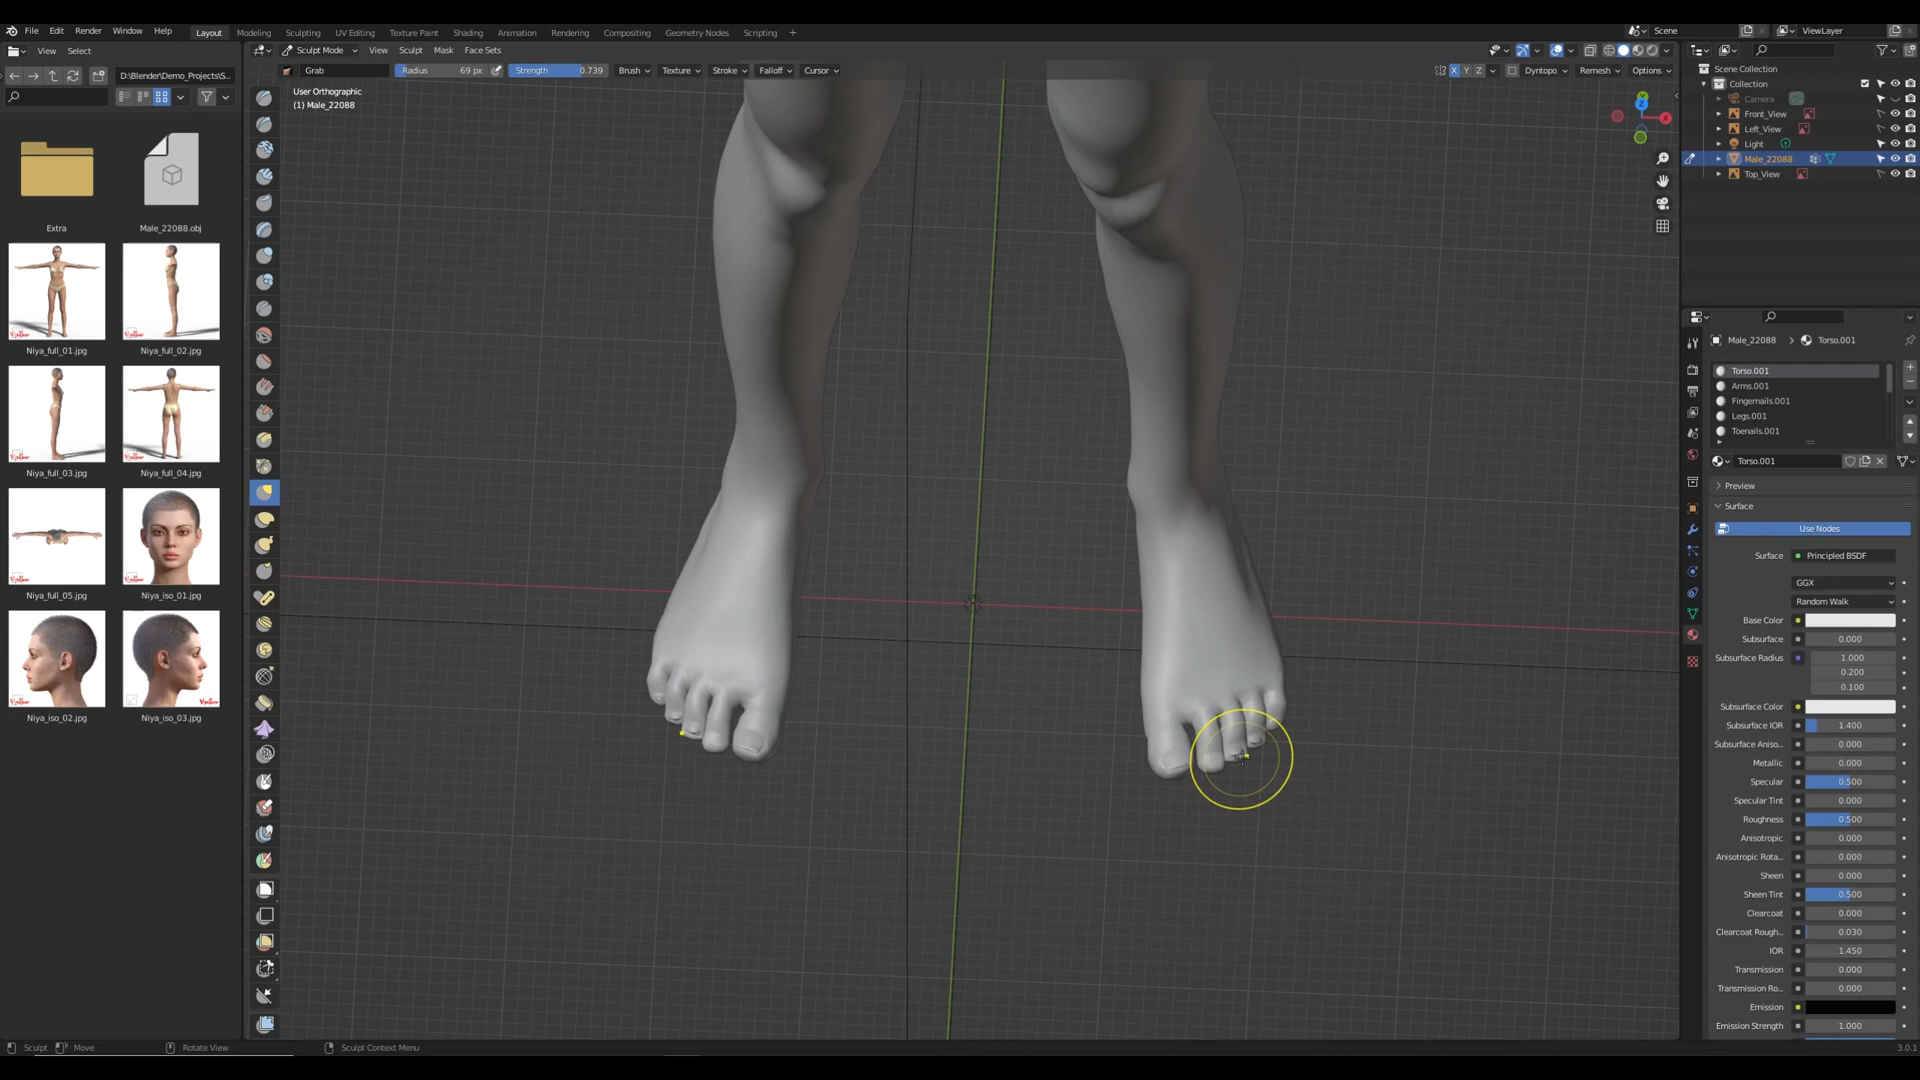 File Edit Render Window Help
Layout Modeling Sculpting UV Editing Texture Paint Shading Animation Rendering Compositing Geometry Nodes Scripting +
Scene
ViewLayer
View Select
Sculpt Mode View Sculpt Mask Face Sets
D:\Blender\Demo_Projects\S...
Grab Radius 69 px Strength 0.739 Brush Texture Stroke Falloff Cursor
X Y Z Dyntopo Remesh Options
User Orthographic
(1) Male_22088
Extra
Male_22088.obj
Niya_full_01.jpg
Niya_full_02.jpg
Niya_full_03.jpg
Niya_full_04.jpg
Niya_full_05.jpg
Niya_iso_01.jpg
Niya_iso_02.jpg
Niya_iso_03.jpg
Y
Z
X
Scene Collection
Collection
Camera
Front_View
Left_View
Light
Male_22088
Top_View
Male_22088 > Torso.001
Torso.001
Arms.001
Fingernails.001
Legs.001
Toenails.001
Torso.001
Preview
Surface
Use Nodes
Surface Principled BSDF
GGX
Random Walk
Base Color
Subsurface 0.000
Subsurface Radius 1.000
0.200
0.100
Subsurface Color
Subsurface IOR 1.400
Subsurface Aniso... 0.000
Metallic 0.000
Specular 0.500
Specular Tint 0.000
Roughness 0.500
Anisotropic 0.000
Anisotropic Rota... 0.000
Sheen 0.000
Sheen Tint 0.500
Clearcoat 0.000
Clearcoat Rough... 0.030
IOR 1.450
Transmission 0.000
Transmission Ro... 0.000
Emission
Emission Strength 1.000
Sculpt Move Rotate View Sculpt Context Menu
3.0.1